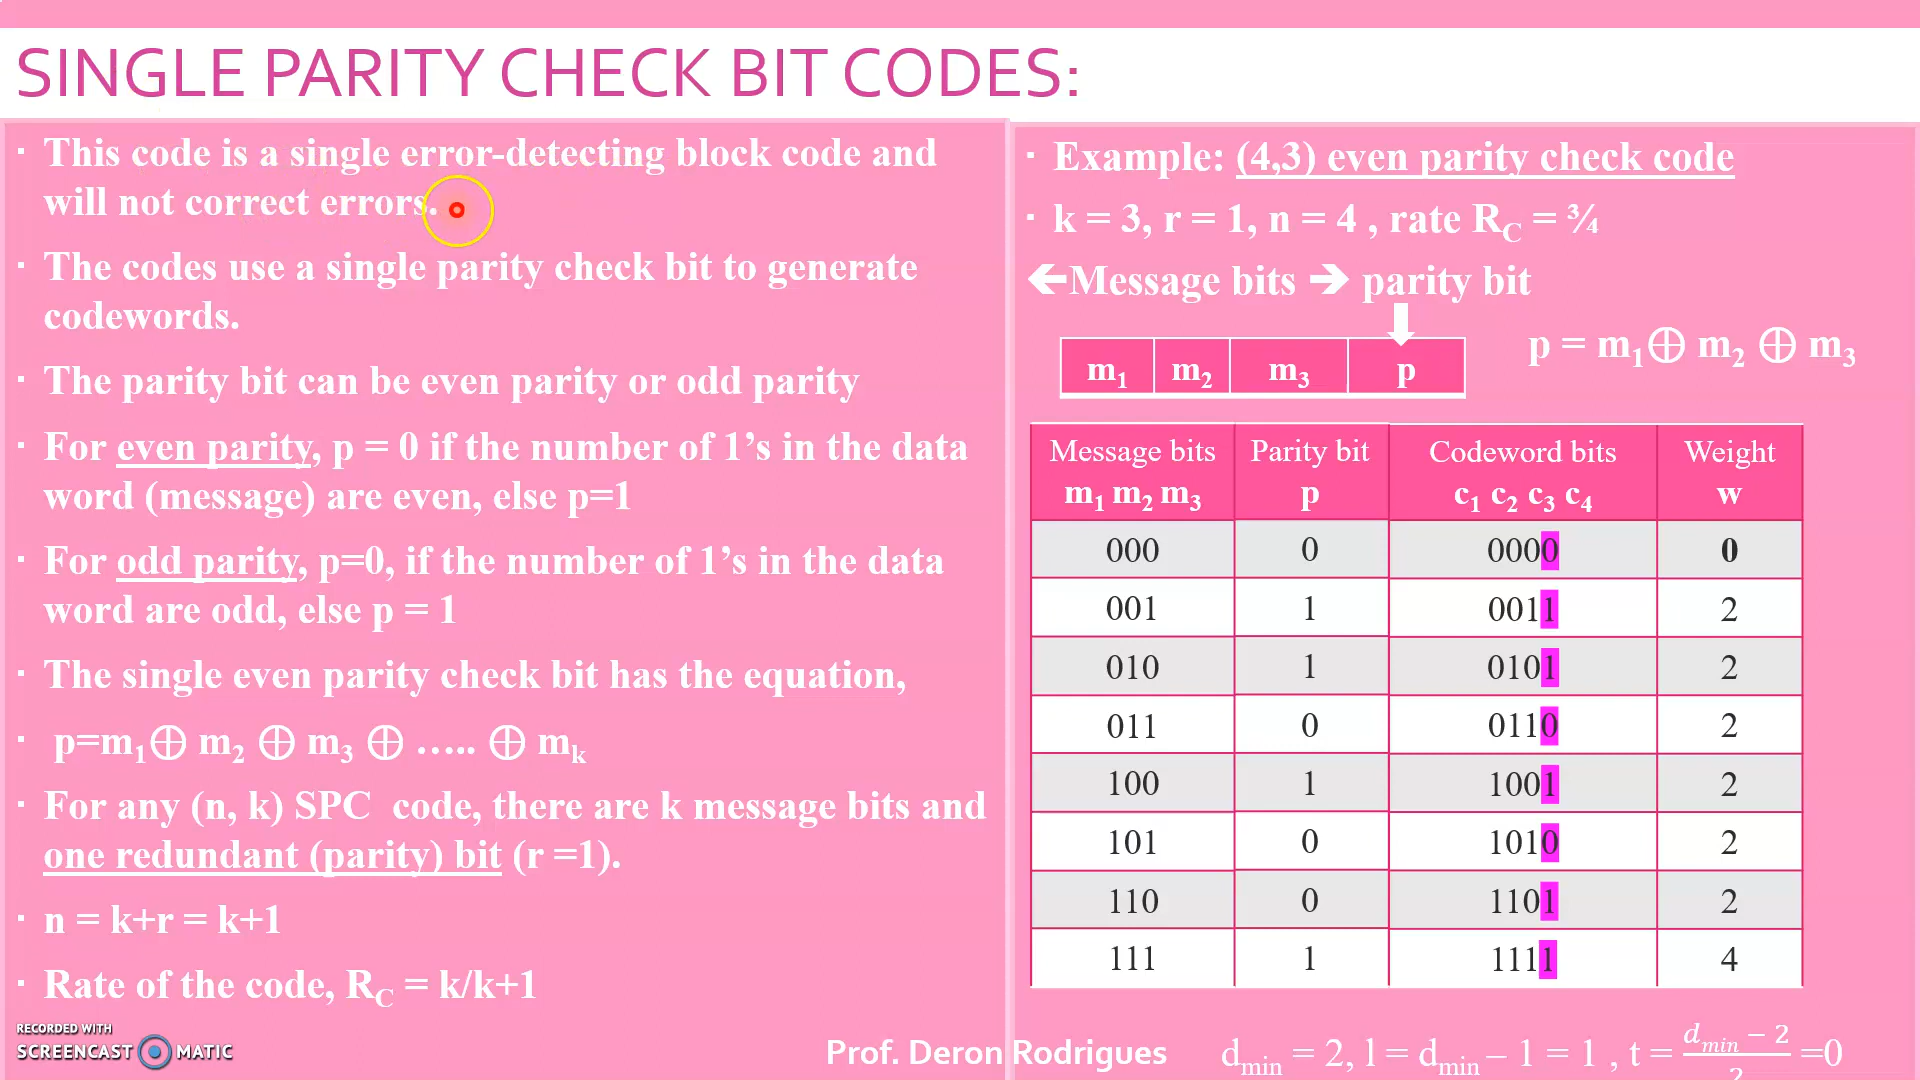 SINGLE PARITY CHECK BIT CODES:
· This code is a single error-detecting block code and
will not correct errors.
· The codes use a single parity check bit to generate
codewords.
· The parity bit can be even parity or odd parity
· For even parity, p = 0 if the number of 1’s in the data
word (message) are even, else p=1
· For odd parity, p=0, if the number of 1’s in the data
word are odd, else p = 1
· The single even parity check bit has the equation,
· p=m₁⨁ m₂ ⨁ m₃ ⨁ ….. ⨁ mₖ
· For any (n, k) SPC code, there are k message bits and
one redundant (parity) bit (r =1).
· n = k+r = k+1
· Rate of the code, R_C = k/k+1
· Example: (4,3) even parity check code
· k = 3, r = 1, n = 4 , rate R_C = ¾
🡸Message bits 🡺 parity bit
m₁ m₂ m₃ p
p = m₁⨁ m₂ ⨁ m₃
Message bits Parity bit Codeword bits Weight
m₁ m₂ m₃ p c₁ c₂ c₃ c₄ w
000 0 0000 0
001 1 0011 2
010 1 0101 2
011 0 0110 2
100 1 1001 2
101 0 1010 2
110 0 1101 2
111 1 1111 4
RECORDED WITH
SCREENCAST MATIC
Prof. Deron Rodrigues
d_min = 2, l = d_min – 1 = 1 , t = (d_min − 2)/2 =0